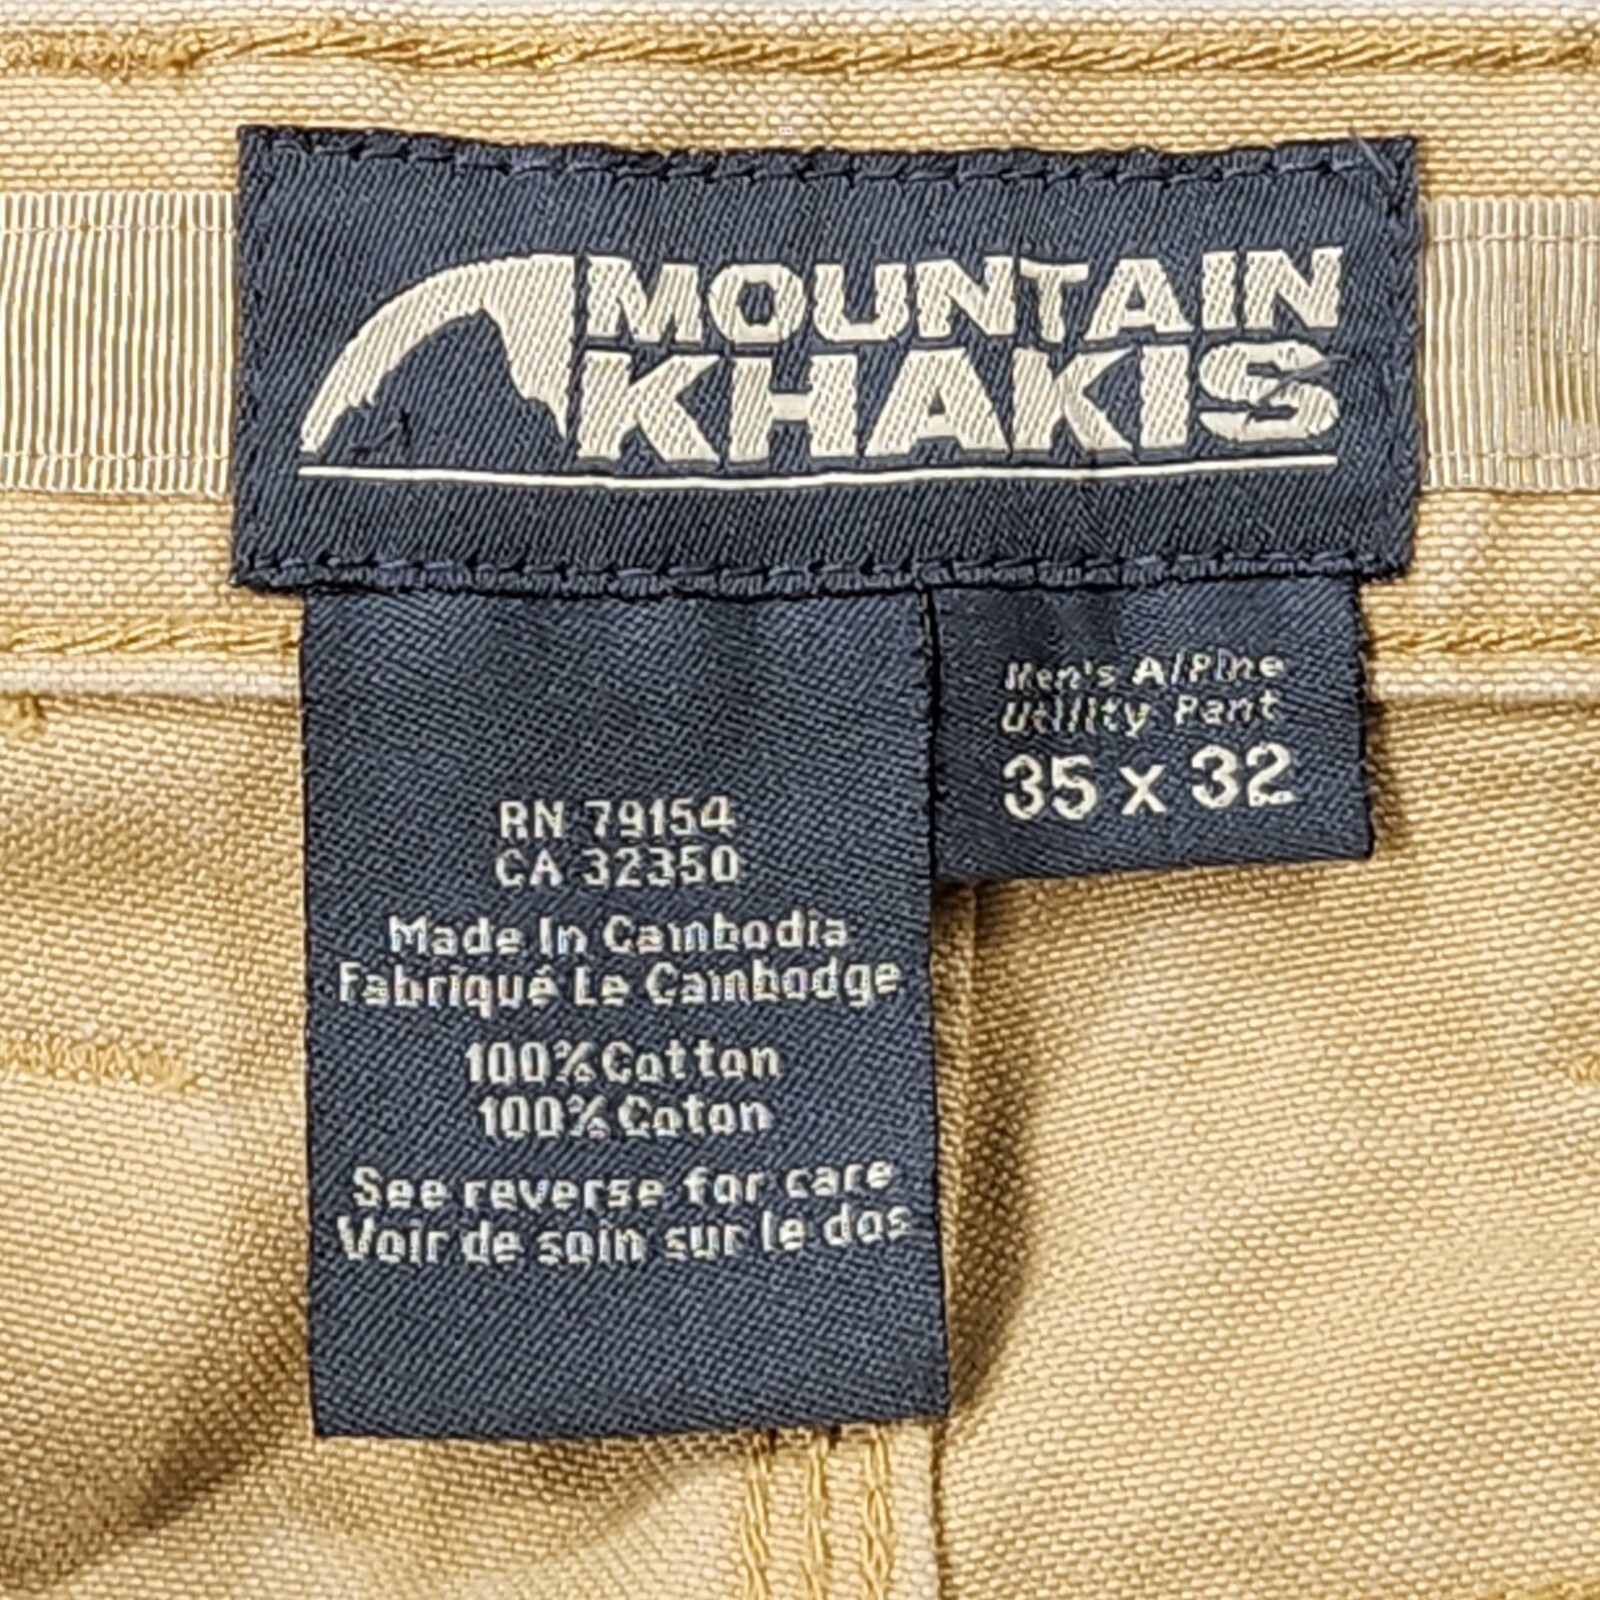 MOUNTAIN
KHAKIS
Men's Alpine
Utility Pant
35 x 32
RN 79154
CA 32350
Made In Cambodia
Fabriqué Le Cambodge
100% Cotton
100% Coton
See reverse for care
Voir de soin sur le dos